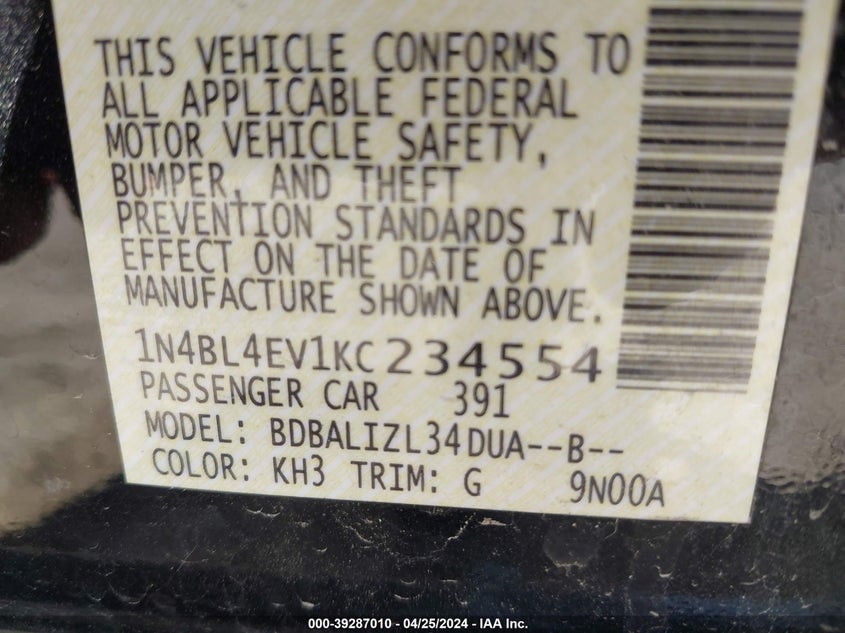 THIS VEHICLE CONFORMS TO
ALL APPLICABLE FEDERAL
MOTOR VEHICLE SAFETY,
BUMPER, AND THEFT
PREVENTION STANDARDS IN
EFFECT ON THE DATE OF
MANUFACTURE SHOWN ABOVE.
1N4BL4EV1KC234554
PASSENGER CAR 391
MODEL: BDBALIZL34DUA--B--
COLOR: KH3 TRIM: G 9N00A
000-39287010 - 04/25/2024 - IAA Inc.